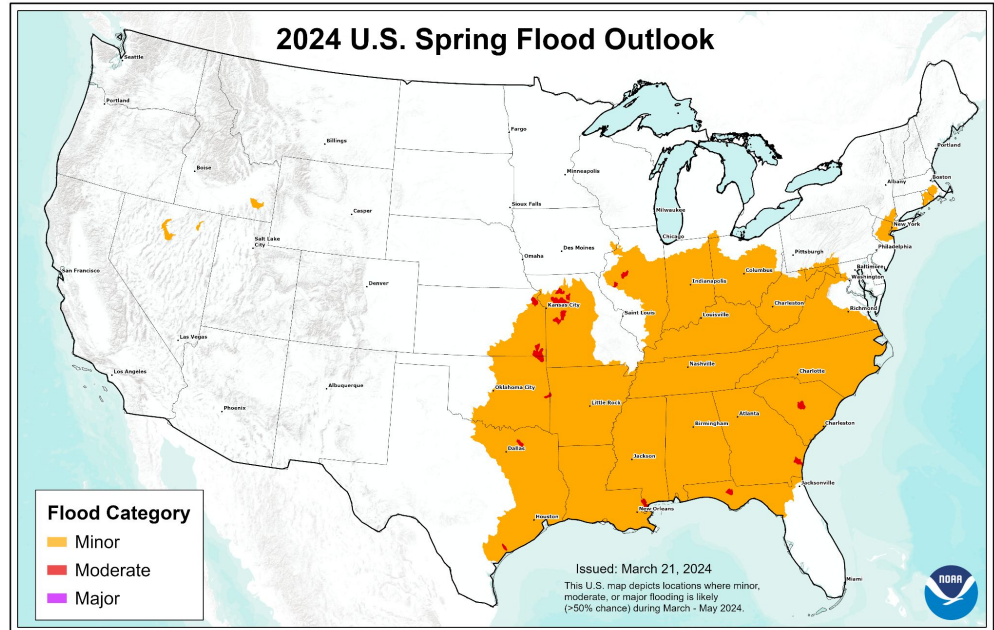 2024 U.S. Spring Flood Outlook
Seattle
Portland
Fargo
Billings
Portland
Minneapolis
Boise
Albany
Boston
Sioux Falls
Milwaukee
Casper
New York
Chicago
Salt Lake
City
Des Moines
Pittsburgh
Philadelphia
Omaha
Baltimore
San Francisco
Columbus
Washington
Denver
Indianapolis
Kansas City
Charleston
Richmond
Saint Louis
Louisville
Las Vegas
Nashville
Los Angeles
Charlotte
Albuquerque
Oklahoma City
Little Rock
Phoenix
Atlanta
Birmingham
Charleston
Dallas
Jackson
Jacksonville
New Orleans
Houston
Miami
Flood Category
Minor
Moderate
Major
Issued: March 21, 2024
This U.S. map depicts locations where minor,
moderate, or major flooding is likely
(>50% chance) during March - May 2024.
NOAA